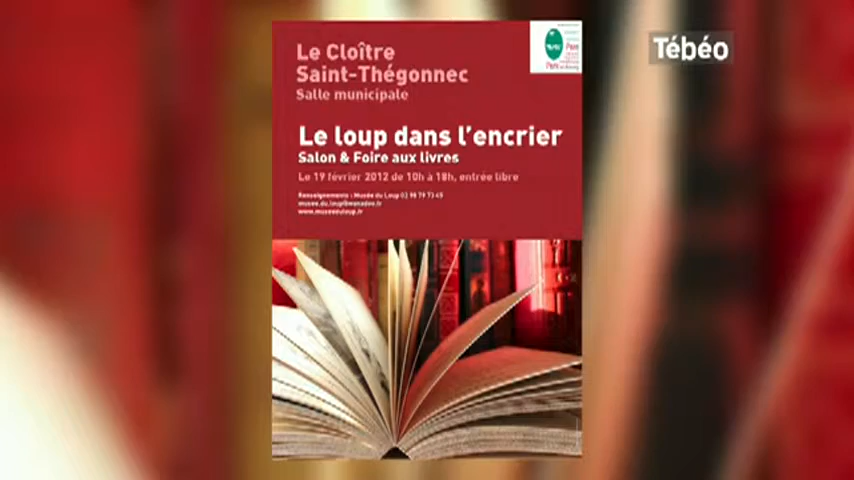 Le Cloître
Saint-Thégonnec
Salle municipale
Tébéo
Le loup dans l'encrier
Salon & Foire aux livres
Le 19 février 2012 de 10h à 18h, entrée libre
Renseignements : Musée du Loup 02 98 79 73 45
www.museeduloup.fr